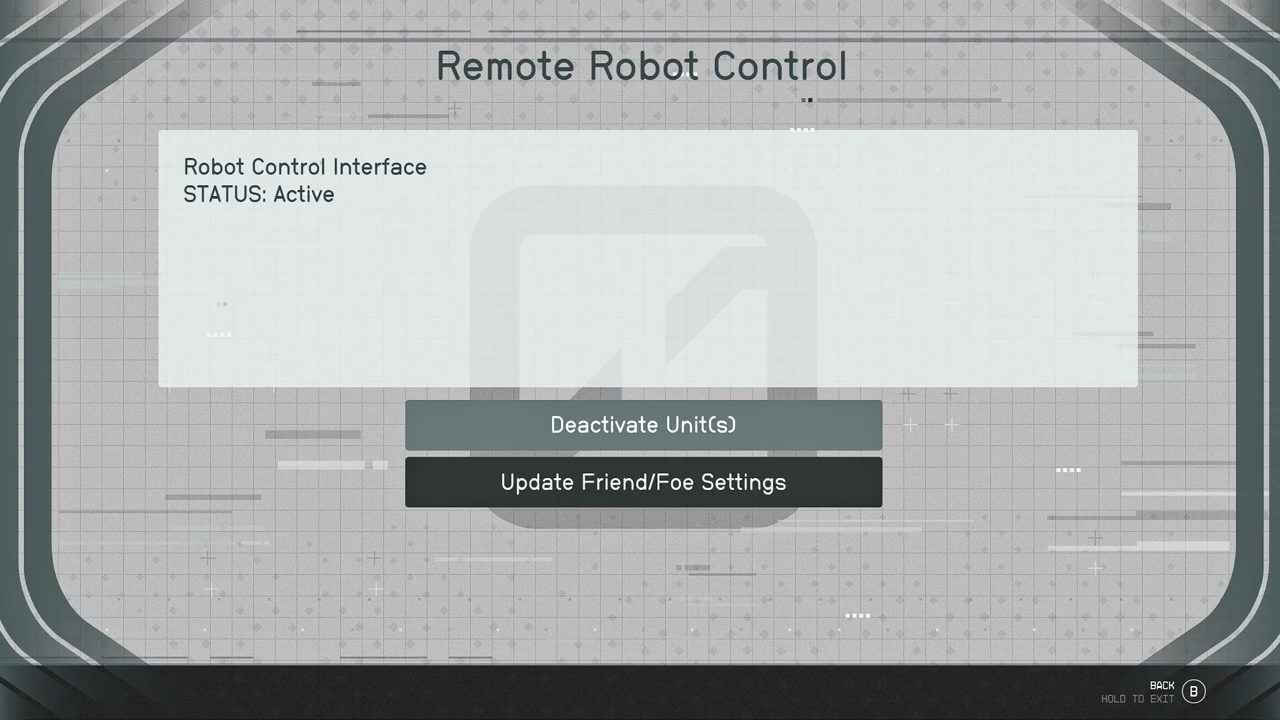 Remote Robot Control
Robot Control Interface
STATUS: Active
Deactivate Unit(s)
Update Friend/Foe Settings
BACK
HOLD TO EXIT
B